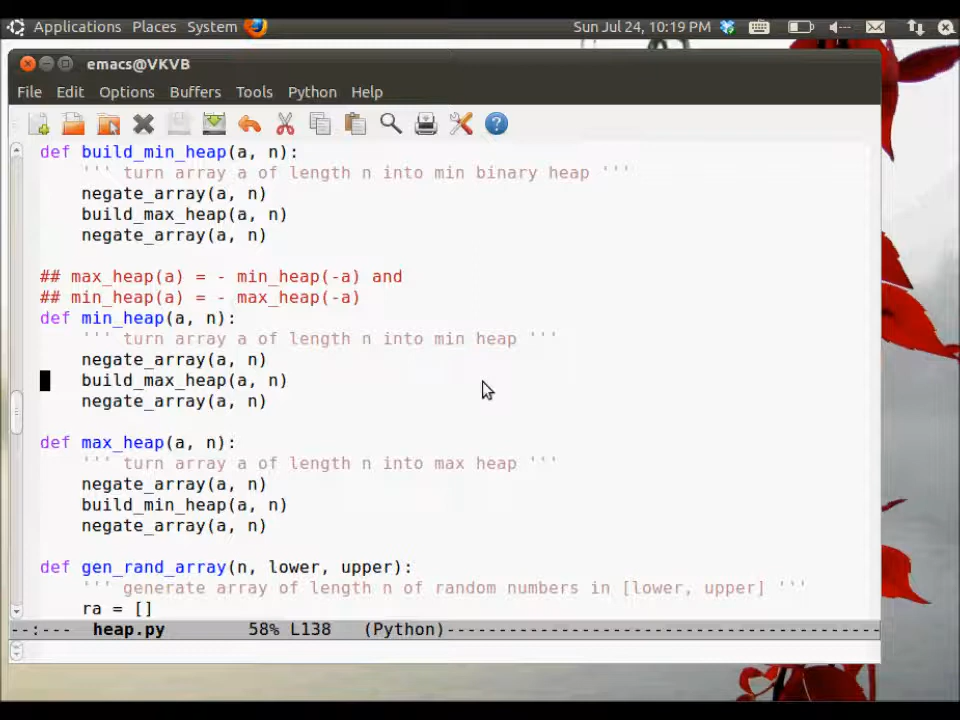 Applications Places System Sun Jul 24, 10:19 PM
emacs@VKVB
File Edit Options Buffers Tools Python Help
def build_min_heap(a, n):
    ''' turn array a of length n into min binary heap '''
    negate_array(a, n)
    build_max_heap(a, n)
    negate_array(a, n)
## max_heap(a) = - min_heap(-a) and
## min_heap(a) = - max_heap(-a)
def min_heap(a, n):
    ''' turn array a of length n into min heap '''
    negate_array(a, n)
    build_max_heap(a, n)
    negate_array(a, n)
def max_heap(a, n):
    ''' turn array a of length n into max heap '''
    negate_array(a, n)
    build_min_heap(a, n)
    negate_array(a, n)
def gen_rand_array(n, lower, upper):
    ''' generate array of length n of random numbers in [lower, upper] '''
    ra = []
--:--- heap.py 58% L138 (Python)------------------------------------------